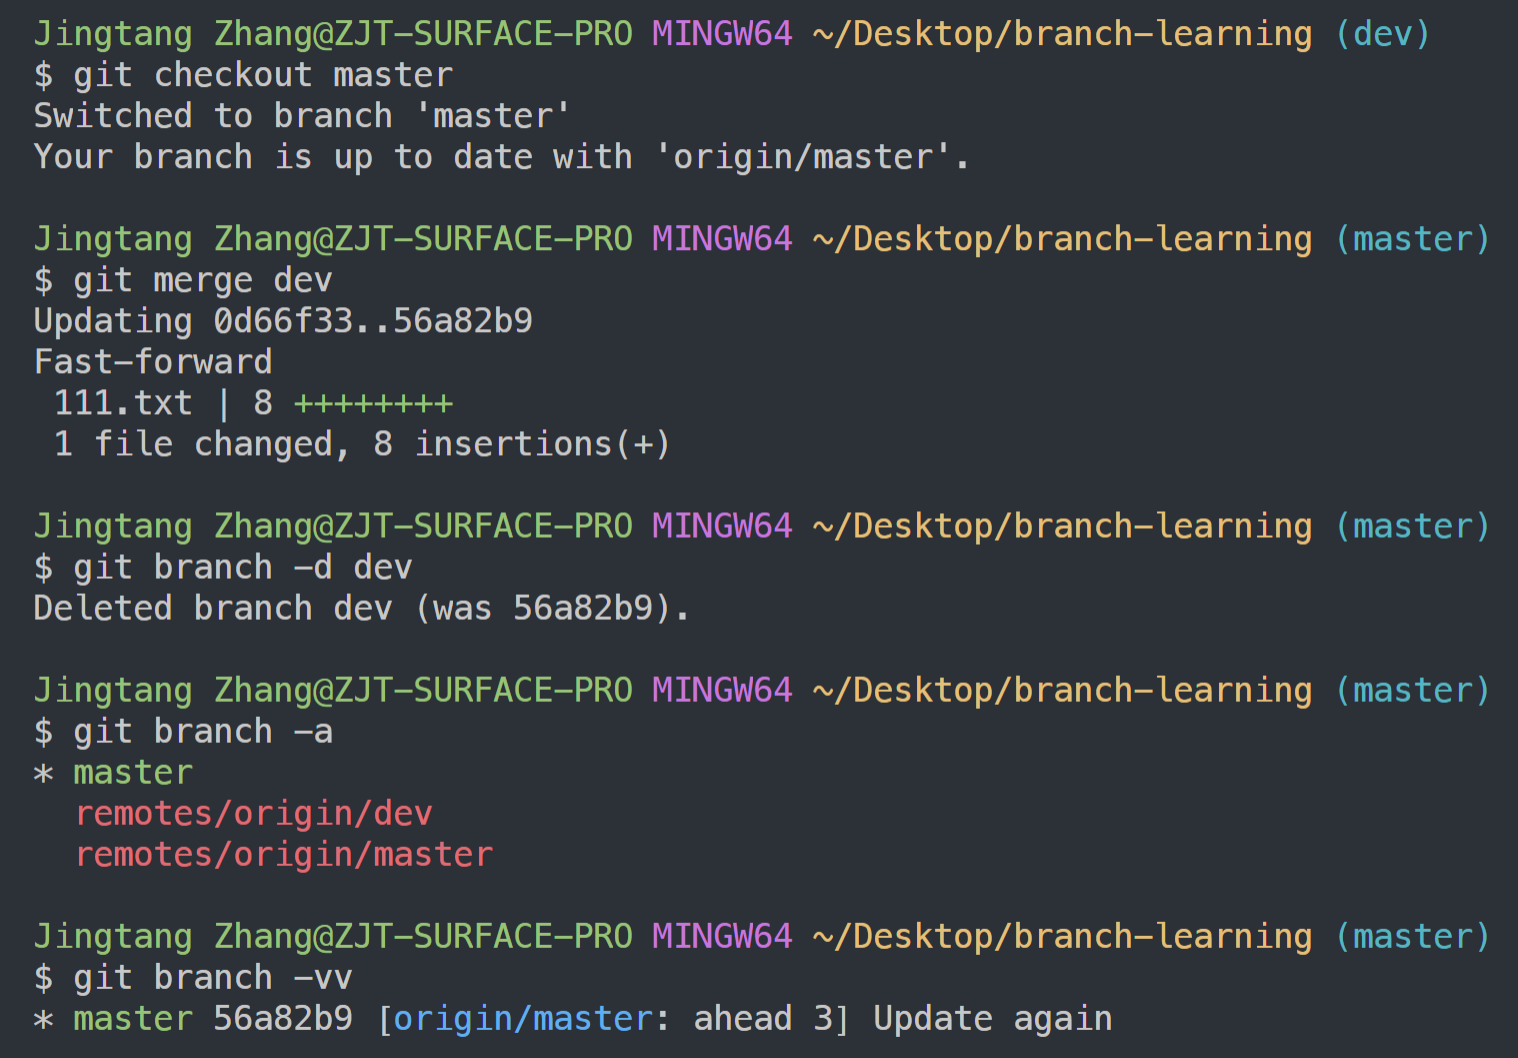 Jingtang Zhang@ZJT-SURFACE-PRO MINGW64 ~/Desktop/branch-learning (dev)
$ git checkout master
Switched to branch 'master'
Your branch is up to date with 'origin/master'.

Jingtang Zhang@ZJT-SURFACE-PRO MINGW64 ~/Desktop/branch-learning (master)
$ git merge dev
Updating 0d66f33..56a82b9
Fast-forward
 111.txt | 8 ++++++++
 1 file changed, 8 insertions(+)

Jingtang Zhang@ZJT-SURFACE-PRO MINGW64 ~/Desktop/branch-learning (master)
$ git branch -d dev
Deleted branch dev (was 56a82b9).

Jingtang Zhang@ZJT-SURFACE-PRO MINGW64 ~/Desktop/branch-learning (master)
$ git branch -a
* master
  remotes/origin/dev
  remotes/origin/master

Jingtang Zhang@ZJT-SURFACE-PRO MINGW64 ~/Desktop/branch-learning (master)
$ git branch -vv
* master 56a82b9 [origin/master: ahead 3] Update again